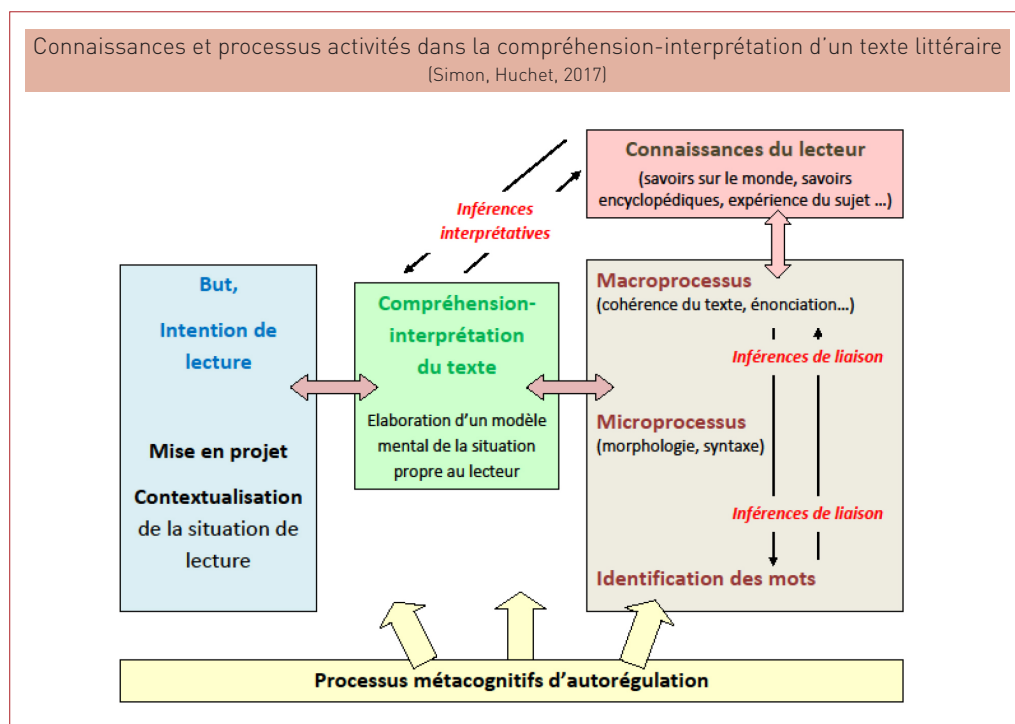 Connaissances et processus activités dans la compréhension-interprétation d'un texte littéraire
(Simon, Huchet, 2017)
Connaissances du lecteur
(savoirs sur le monde, savoirs
encyclopédiques, expérience du sujet ...)
Inférences
interprétatives
But,
Intention de
lecture
Mise en projet
Contextualisation
de la situation de
lecture
Compréhension-
interprétation
du texte
Elaboration d'un modèle
mental de la situation
propre au lecteur
Macroprocessus
(cohérence du texte, énonciation...)
Inférences de liaison
Microprocessus
(morphologie, syntaxe)
Inférences de liaison
Identification des mots
Processus métacognitifs d'autorégulation